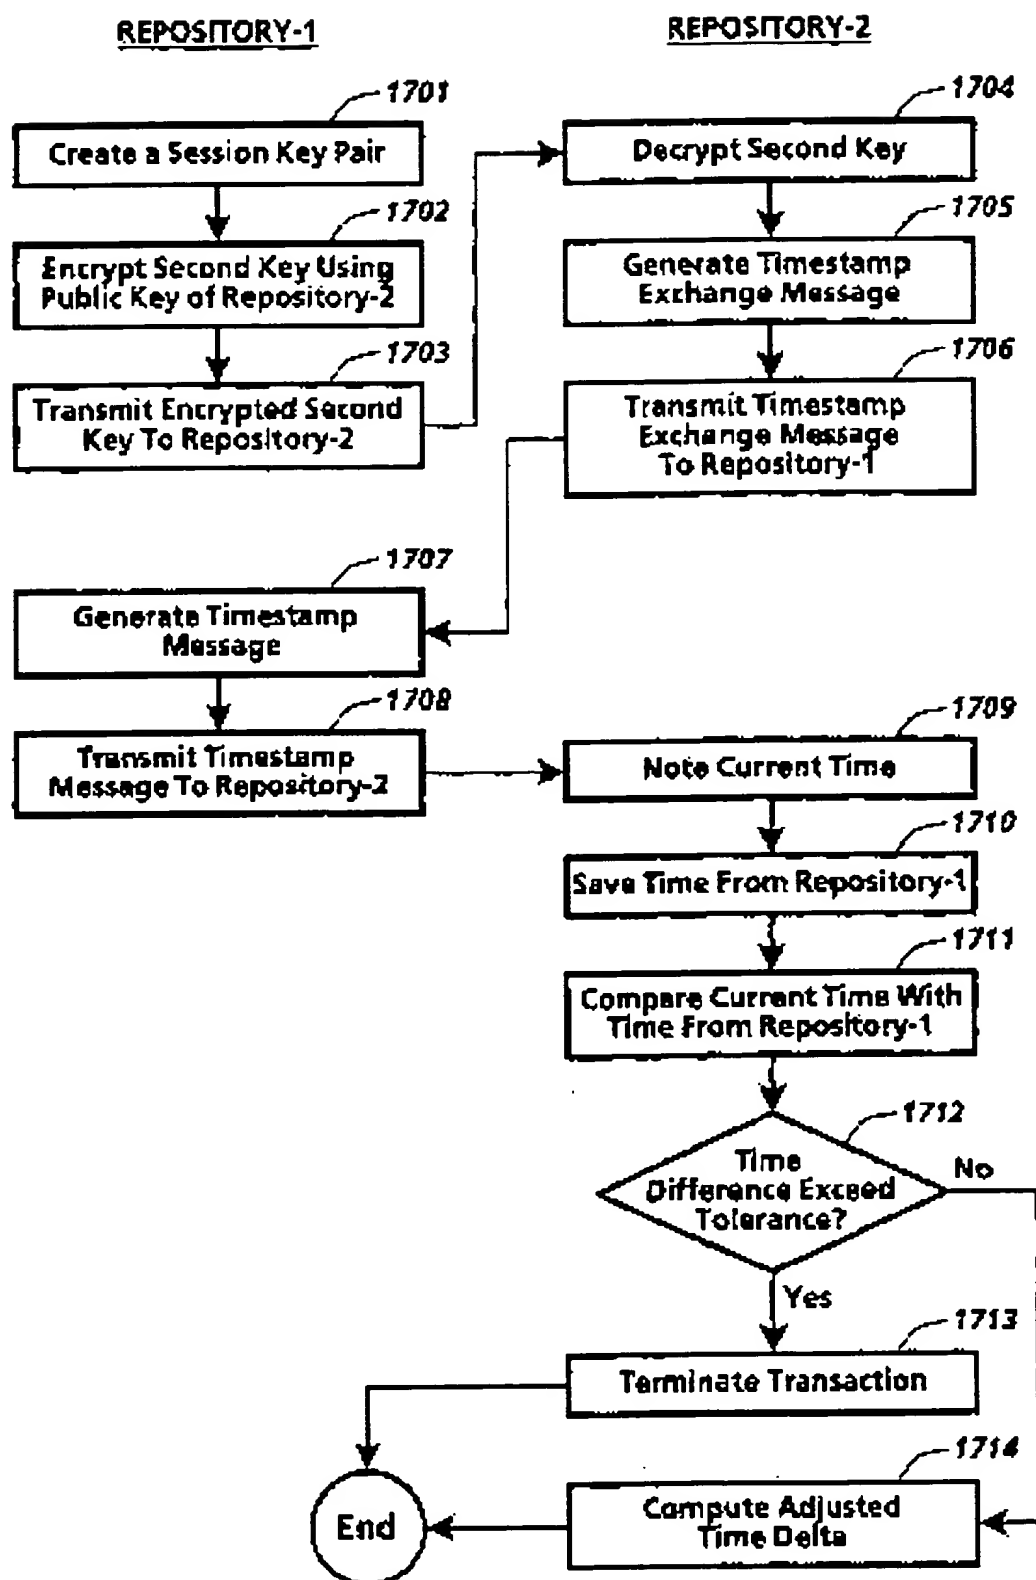 REPOSITORY-1
REPOSITORY-2
1701
Create a Session Key Pair
1702
Encrypt Second Key Using
Public Key of Repository-2
1703
Transmit Encrypted Second
Key To Repository-2
1704
Decrypt Second Key
1705
Generate Timestamp
Exchange Message
1706
Transmit Timestamp
Exchange Message
To Repository-1
1707
Generate Timestamp
Message
1708
Transmit Timestamp
Message To Repository-2
1709
Note Current Time
1710
Save Time From Repository-1
1711
Compare Current Time With
Time From Repository-1
1712
Time
Difference Exceed
Tolerance?
No
Yes
1713
Terminate Transaction
1714
Compute Adjusted
Time Delta
End